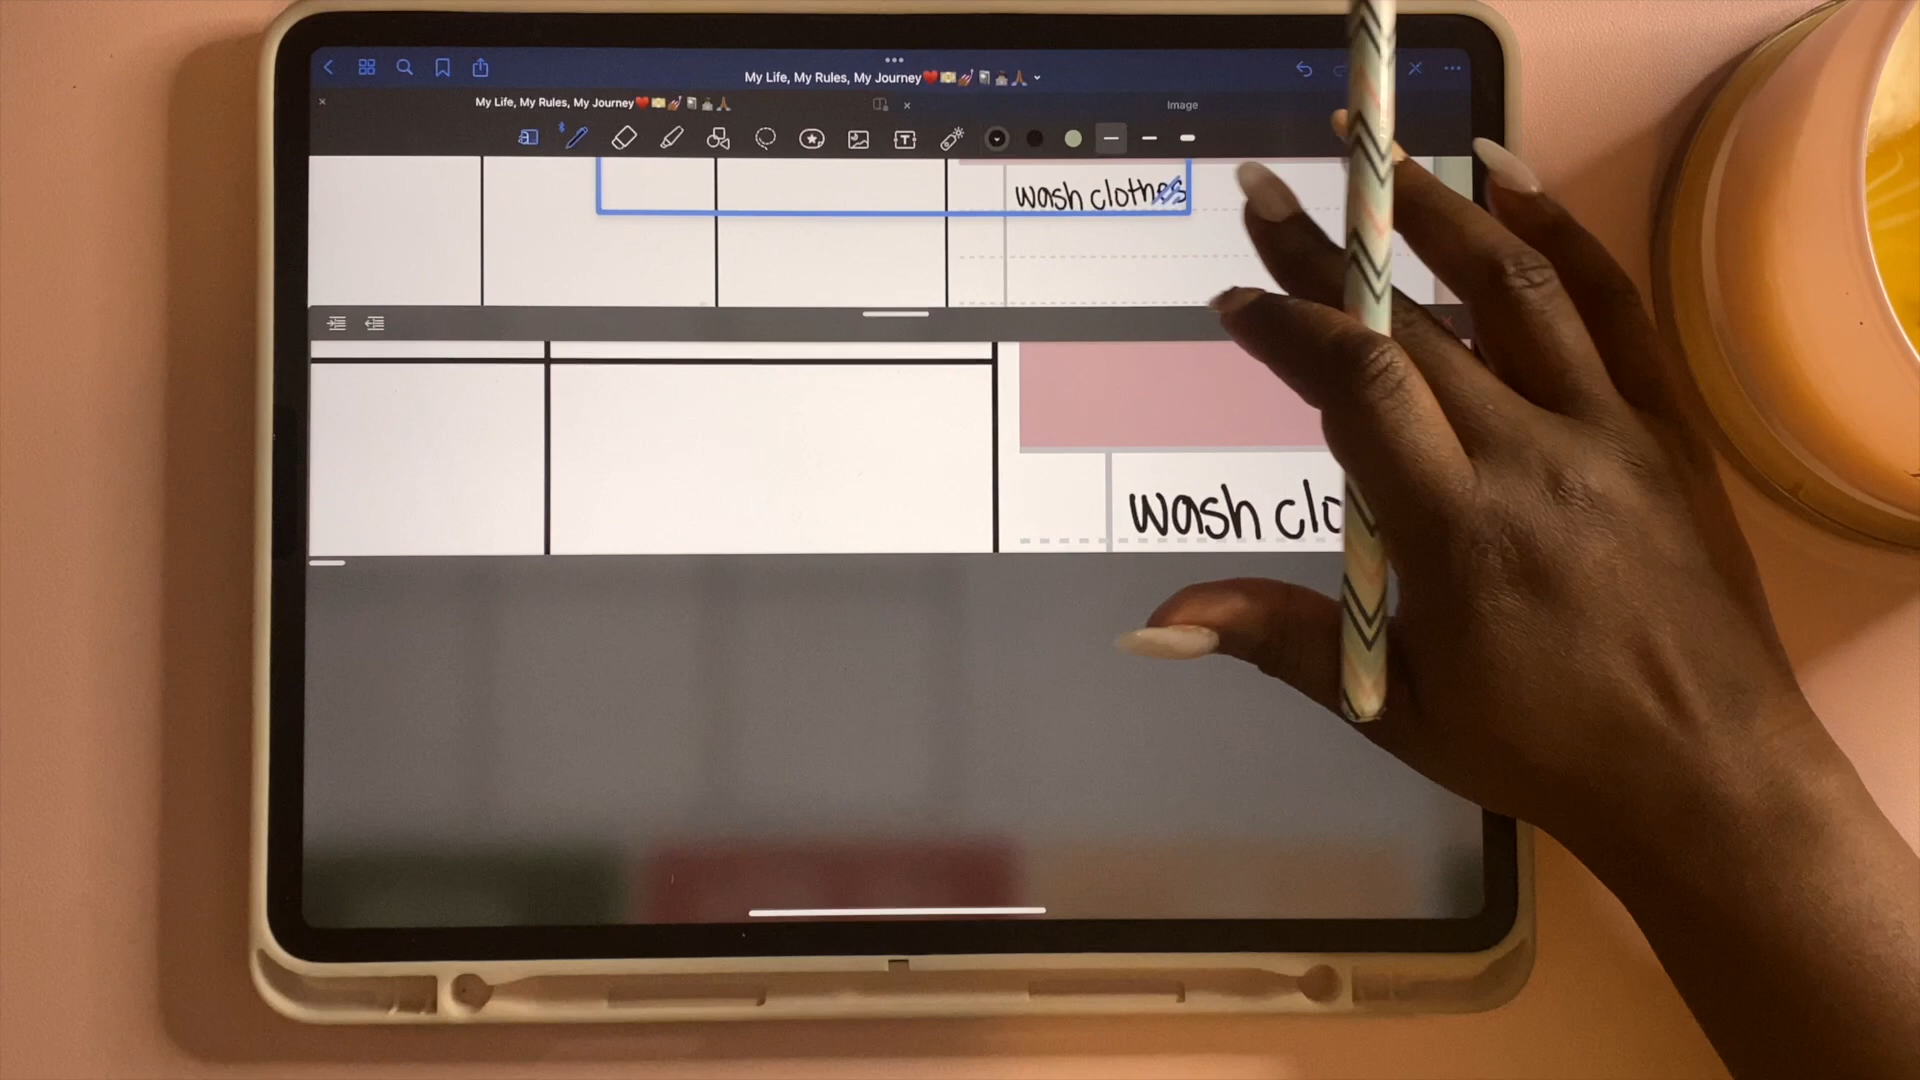 My Life, My Rules, My Journey❤️💴💅🏾📓👩🏾‍💻🙏🏾
My Life, My Rules, My Journey❤️💴💅🏾📓👩🏾‍💻🙏🏾
Image
wash clothes
wash clo